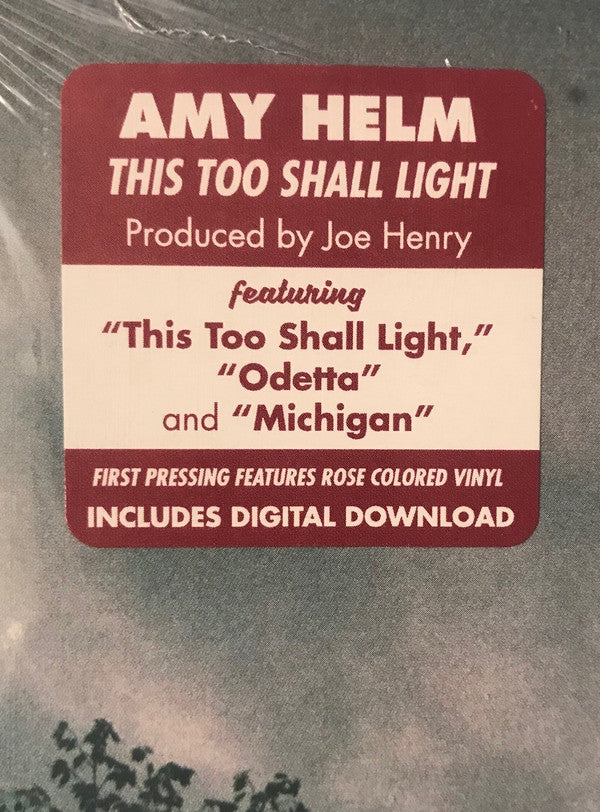 AMY HELM
THIS TOO SHALL LIGHT
Produced by Joe Henry
featuring
“This Too Shall Light,”
“Odetta”
and “Michigan”
FIRST PRESSING FEATURES ROSE COLORED VINYL
INCLUDES DIGITAL DOWNLOAD